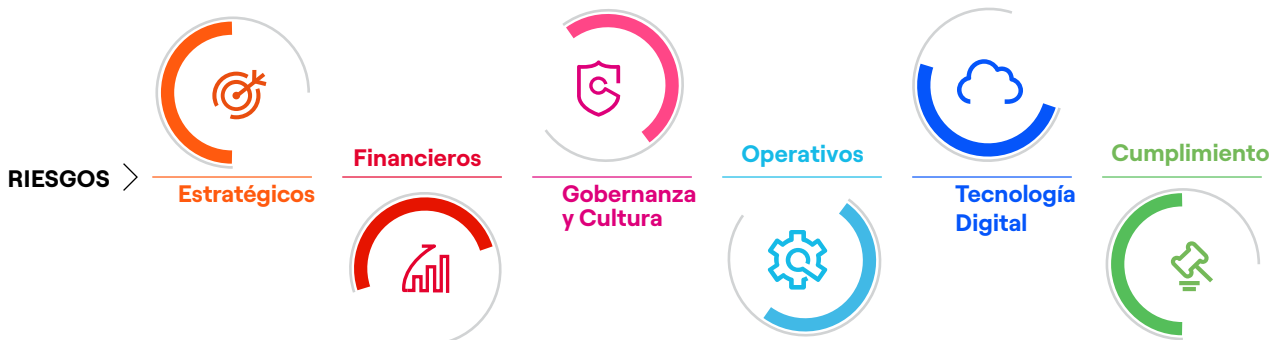 RIESGOS
Estratégicos
Financieros
Gobernanza
y Cultura
Operativos
Tecnología
Digital
Cumplimiento